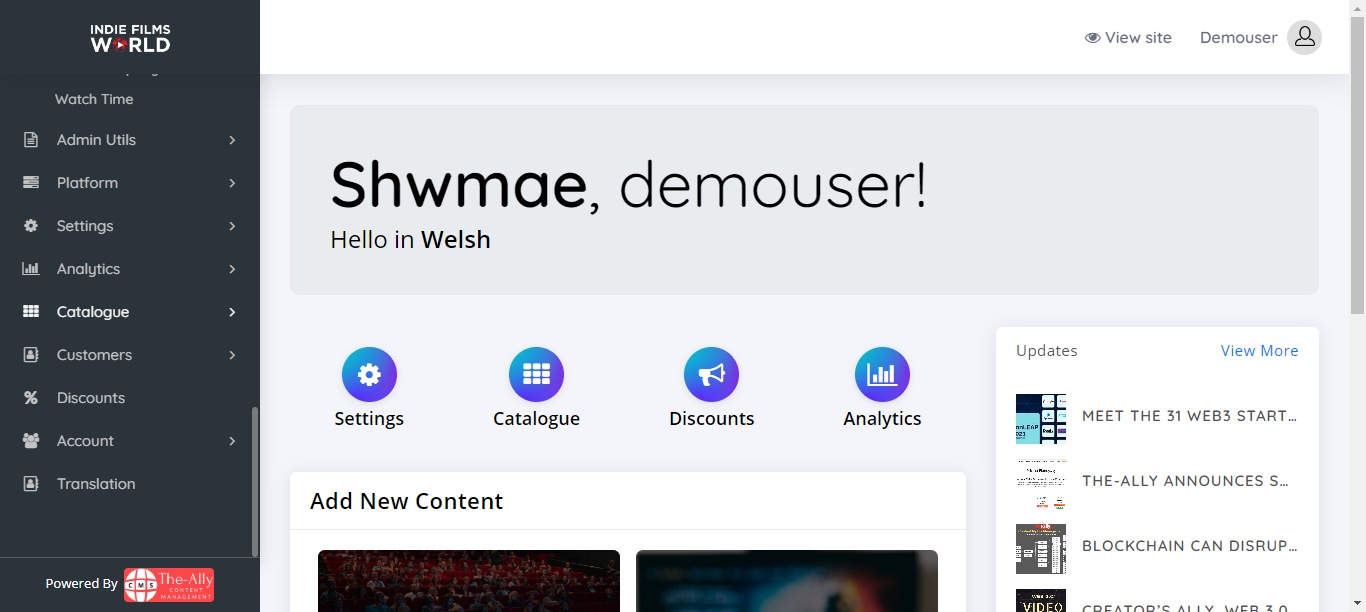 INDIE FILMS
WORLD
Watch Time
Admin Utils
Platform
Settings
Analytics
Catalogue
Customers
Discounts
Account
Translation
Powered By
CMS
The-Ally
CONTENT
MANAGEMENT
View site
Demouser
Shwmae, demouser!
Hello in Welsh
Settings
Catalogue
Discounts
Analytics
Add New Content
Updates
View More
MEET THE 31 WEB3 START...
THE-ALLY ANNOUNCES S...
BLOCKCHAIN CAN DISRUP...
VIDEO
CREATOR'S ALLY, WEB 3.0